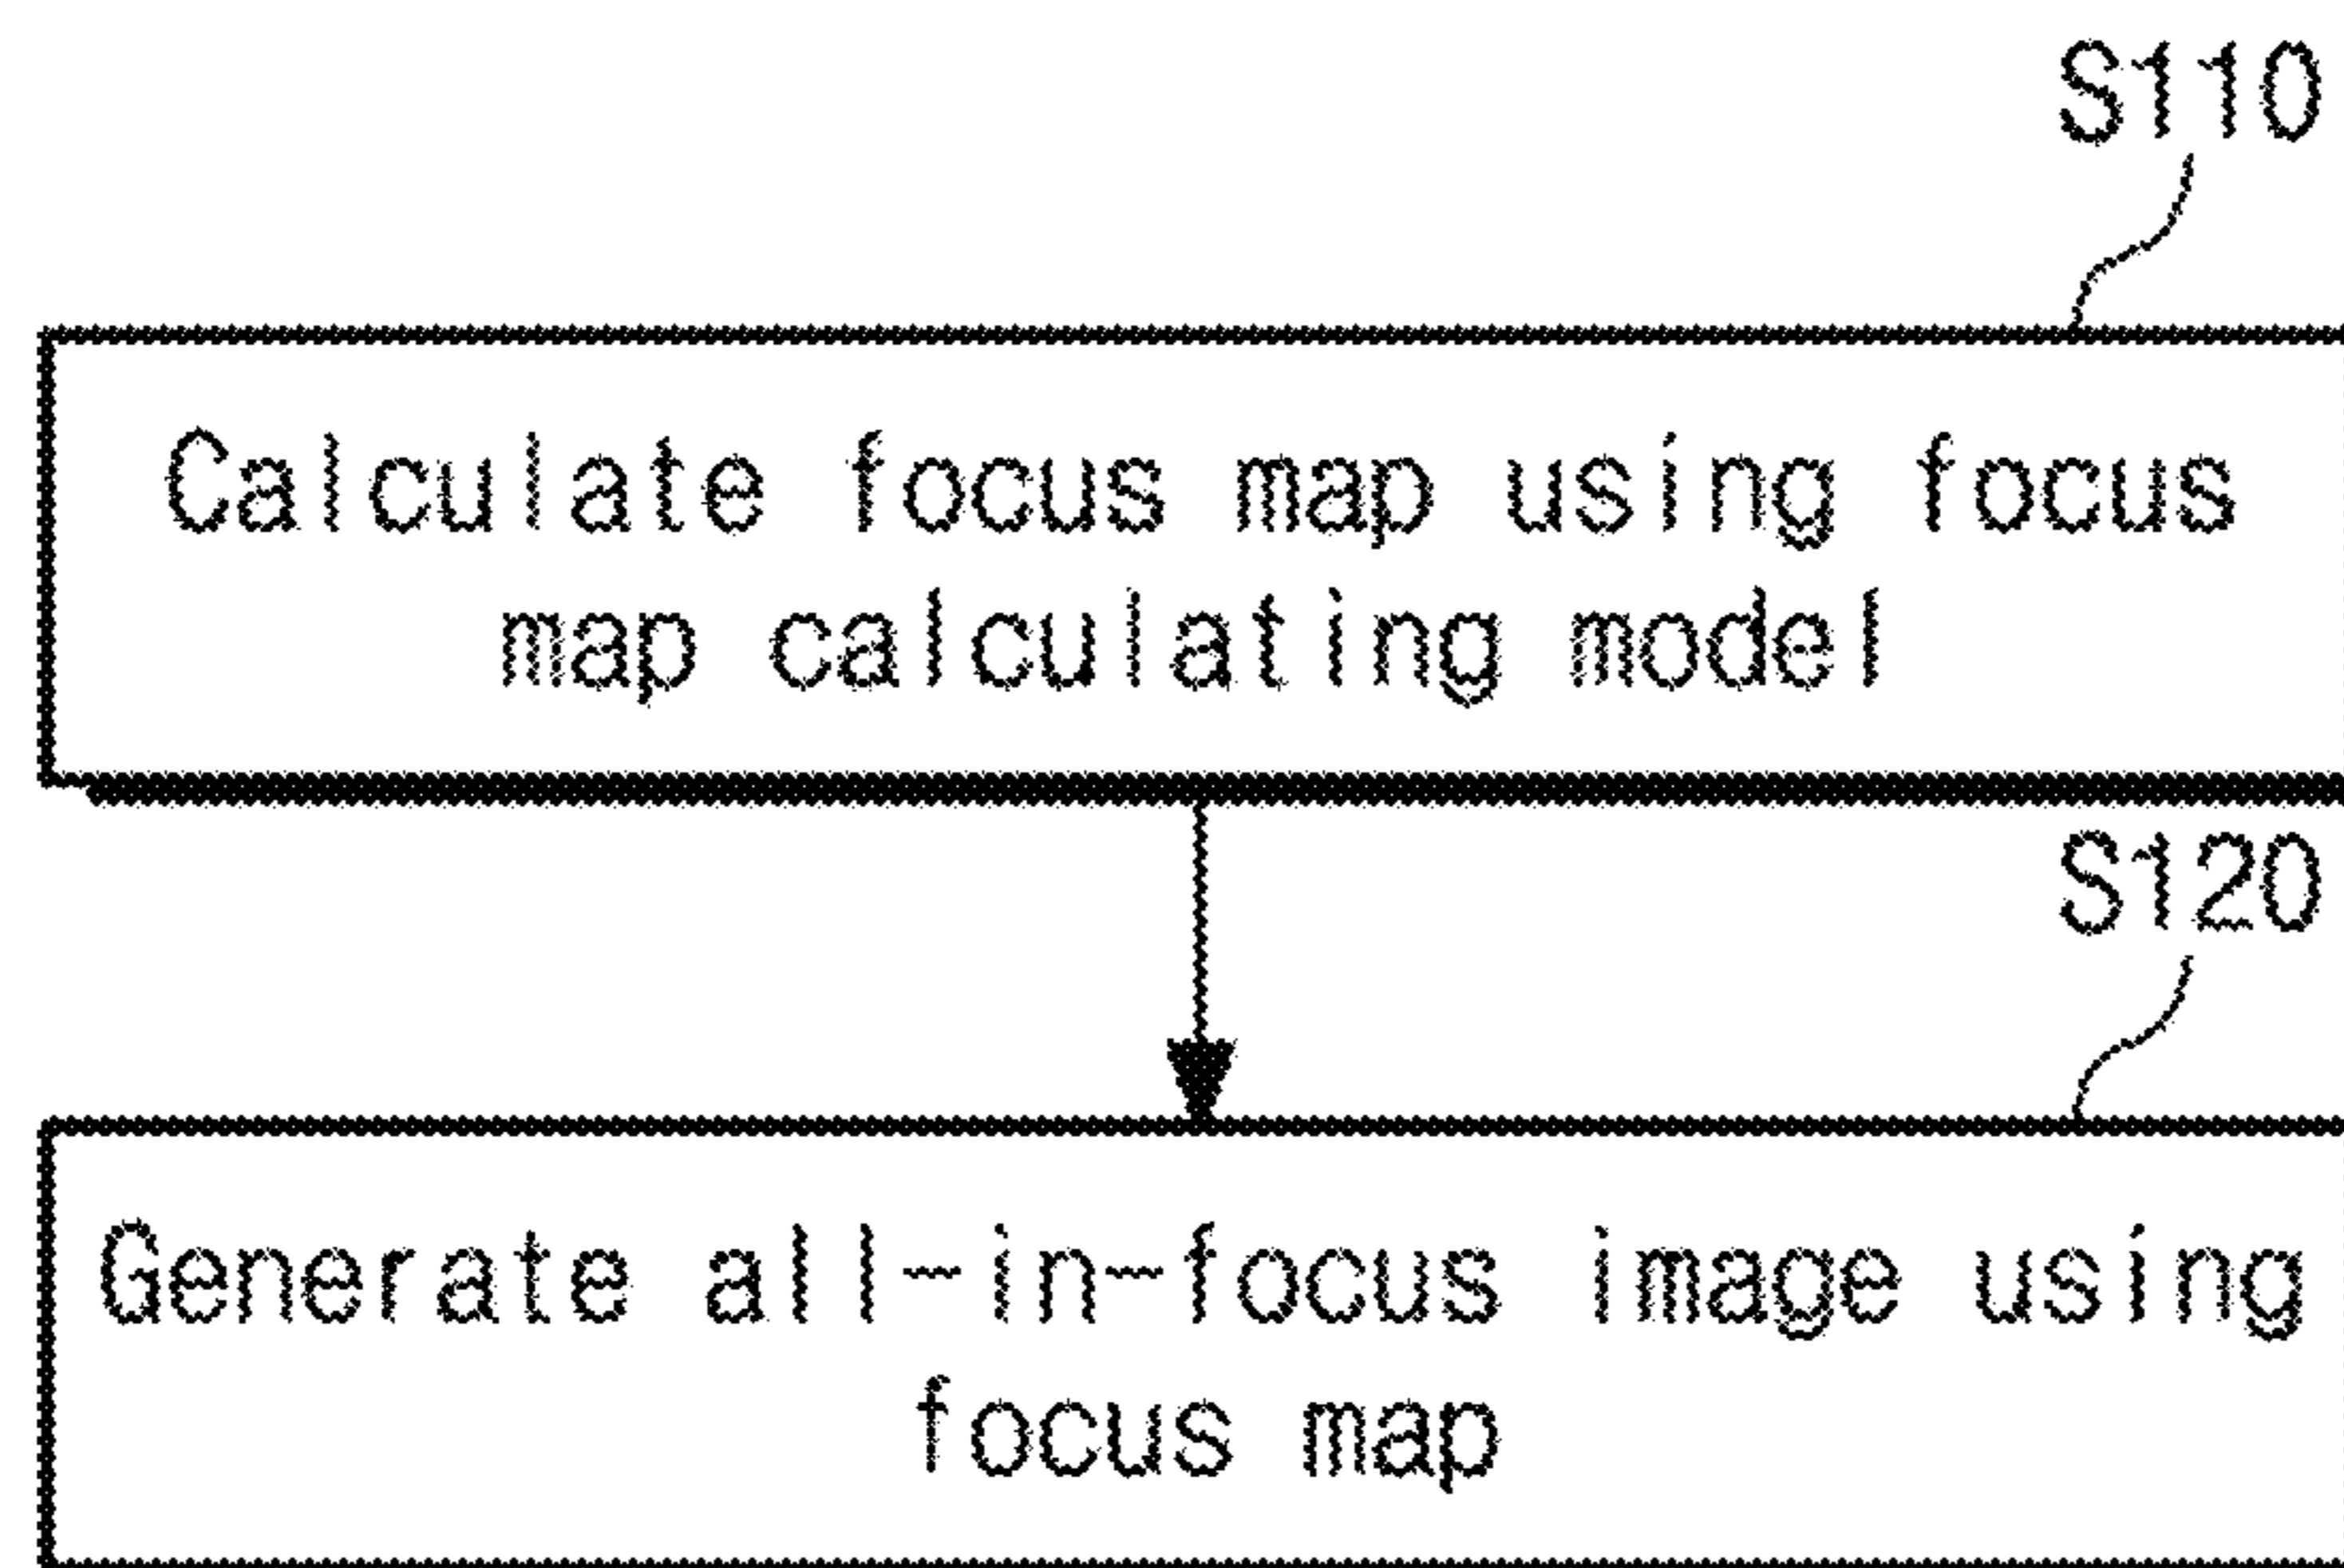 S110
Calculate focus map using focus
map calculating model
S120
Generate all-in-focus image using
focus map